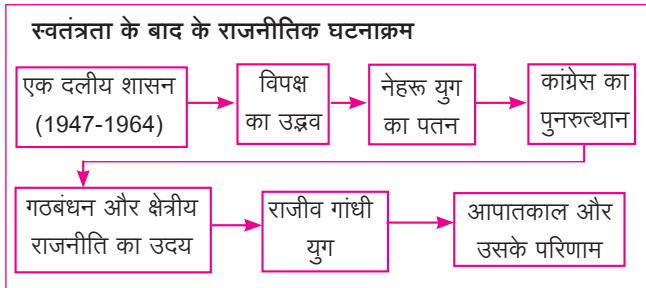 स्वतंत्रता के बाद के राजनीतिक घटनाक्रम
एक दलीय शासन
(1947-1964)
विपक्ष
का उद्भव
नेहरू युग
का पतन
कांग्रेस का
पुनरुत्थान
गठबंधन और क्षेत्रीय
राजनीति का उदय
राजीव गांधी
युग
आपातकाल और
उसके परिणाम